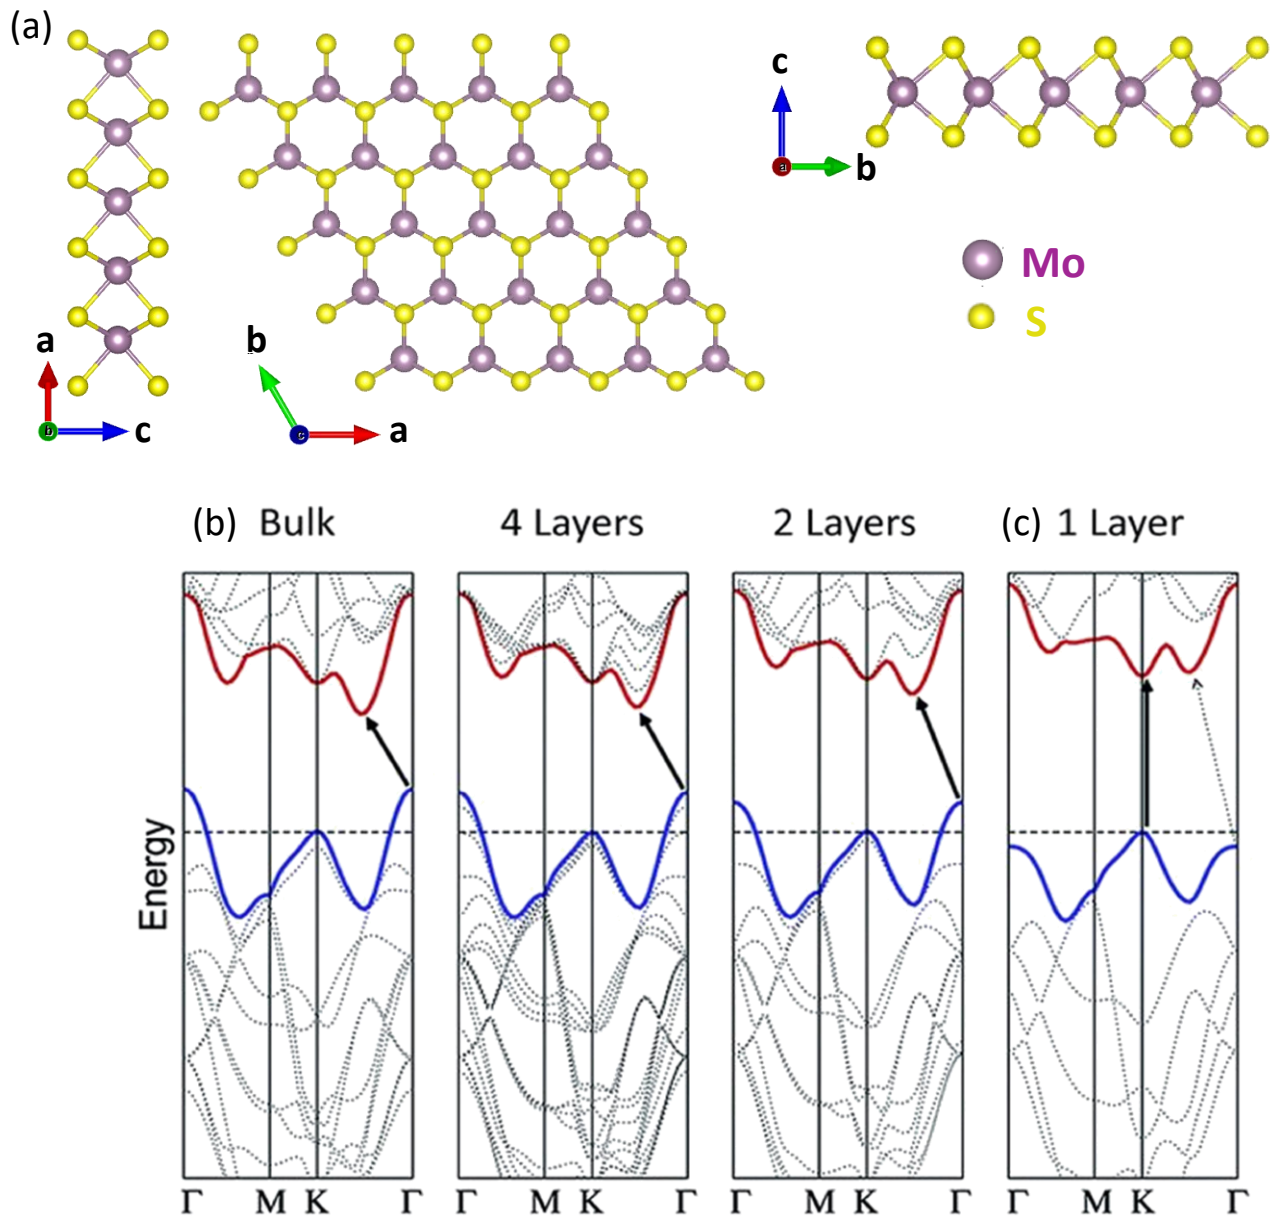 (a)
c
b
a
Mo
S
a
b
c
b
a
c
(b) Bulk
4 Layers
2 Layers
(c) 1 Layer
Energy
Γ M K Γ
Γ M K Γ
Γ M K Γ
Γ M K Γ